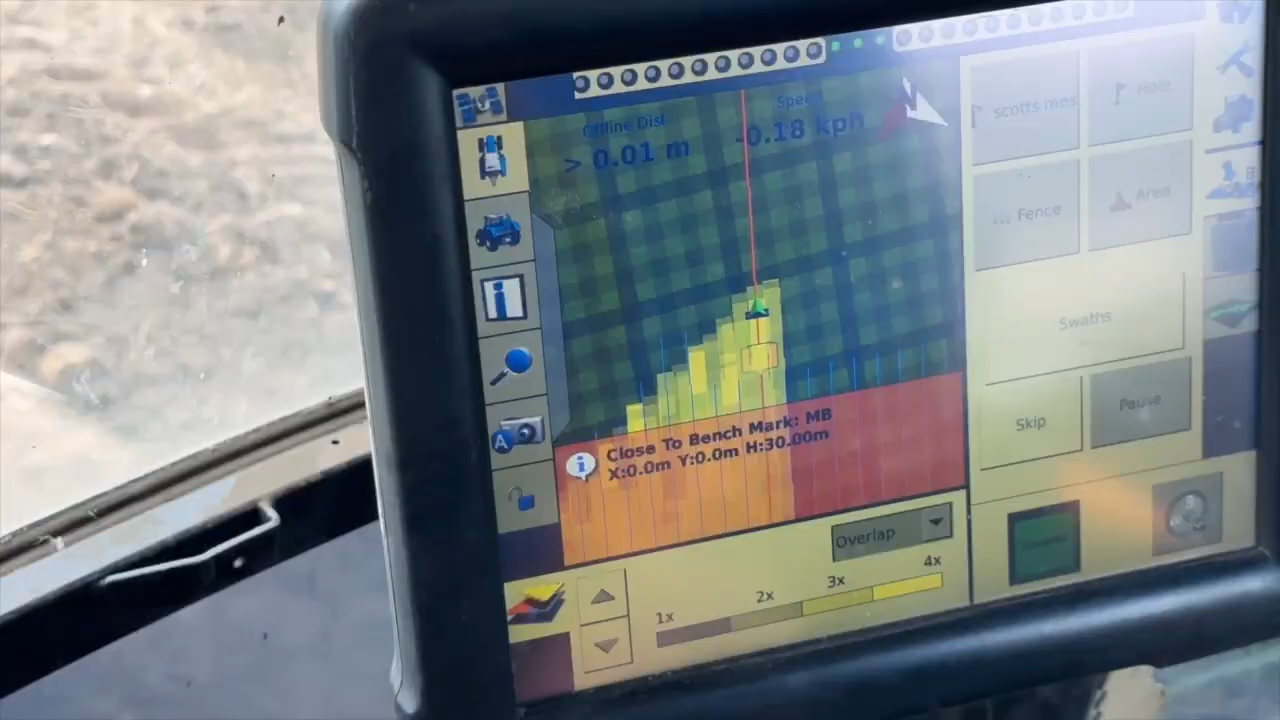 Offline Dist
> 0.01 m
Speed
-0.18 kph
scotts mes
Hole
Fence
Area
Swaths
Skip
Pause
Close To Bench Mark: MB
X:0.0m Y:0.0m H:30.00m
Overlap
1x
2x
3x
4x
A